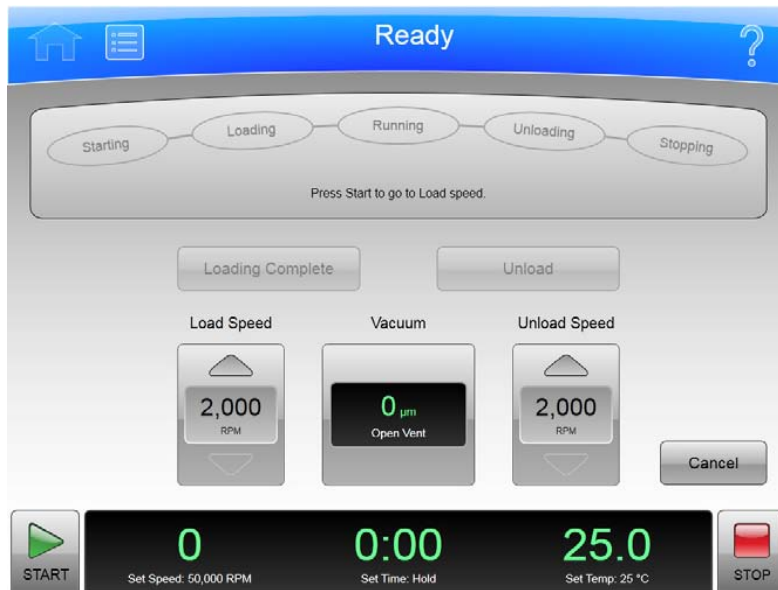 Ready
?
Starting
Loading
Running
Unloading
Stopping
Press Start to go to Load speed.
Loading Complete
Unload
Load Speed
Vacuum
Unload Speed
2,000
RPM
0 µm
Open Vent
2,000
RPM
Cancel
START
0
Set Speed: 50,000 RPM
0:00
Set Time: Hold
25.0
Set Temp: 25 °C
STOP